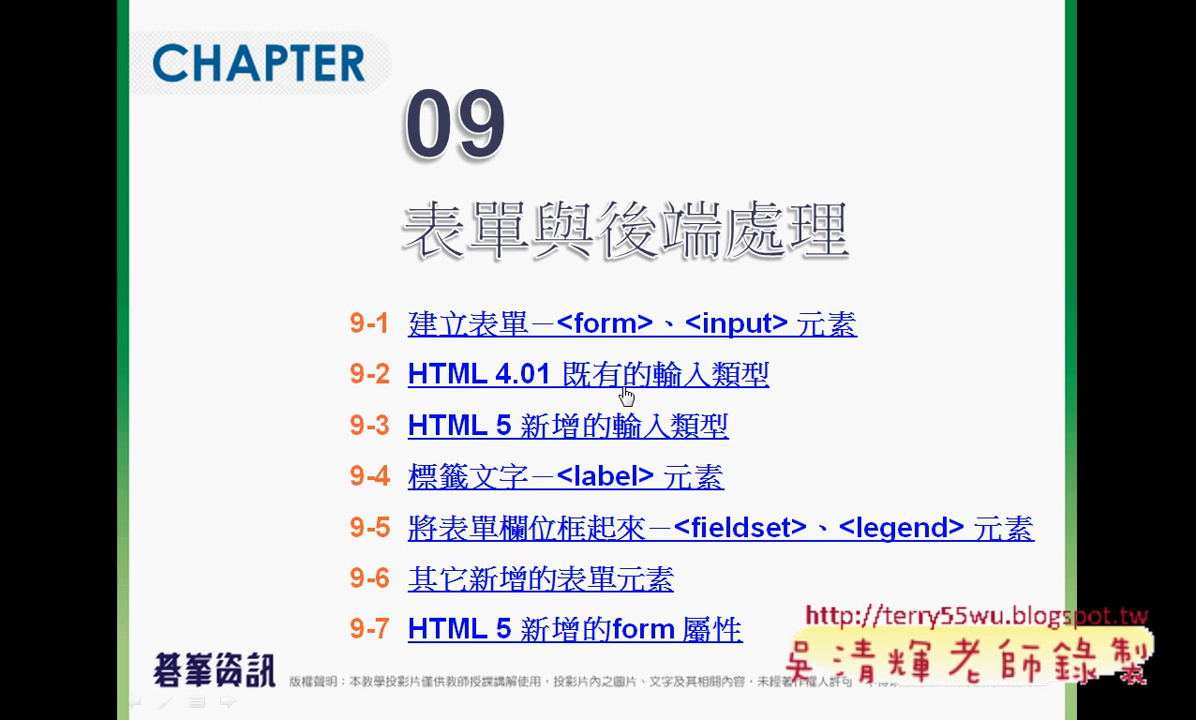 CHAPTER
09
表單與後端處理
9-1 建立表單－<form>、<input> 元素
9-2 HTML 4.01 既有的輸入類型
9-3 HTML 5 新增的輸入類型
9-4 標籤文字－<label> 元素
9-5 將表單欄位框起來－<fieldset>、<legend> 元素
9-6 其它新增的表單元素
9-7 HTML 5 新增的form 屬性
http://terry55wu.blogspot.tw
吳清輝老師錄製
碁峯資訊
版權聲明：本教學投影片僅供教師授課講解使用，投影片內之圖片、文字及其相關內容，未經著作權人許可